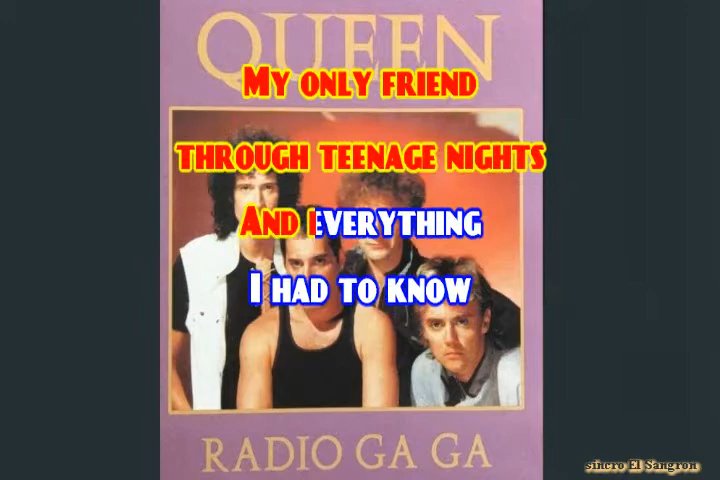 QUEEN
My only friend
through teenage nights
And everything
I had to know
RADIO GA GA
sincro El Sangron